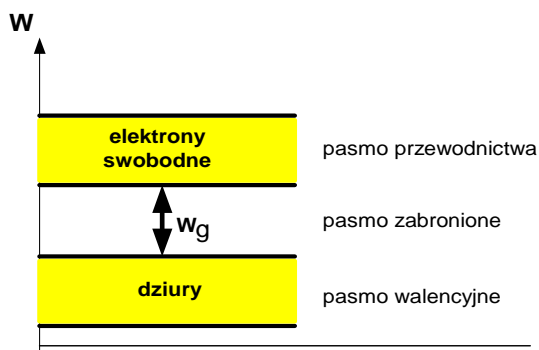 W
elektrony
swobodne
pasmo przewodnictwa
wg
pasmo zabronione
dziury
pasmo walencyjne